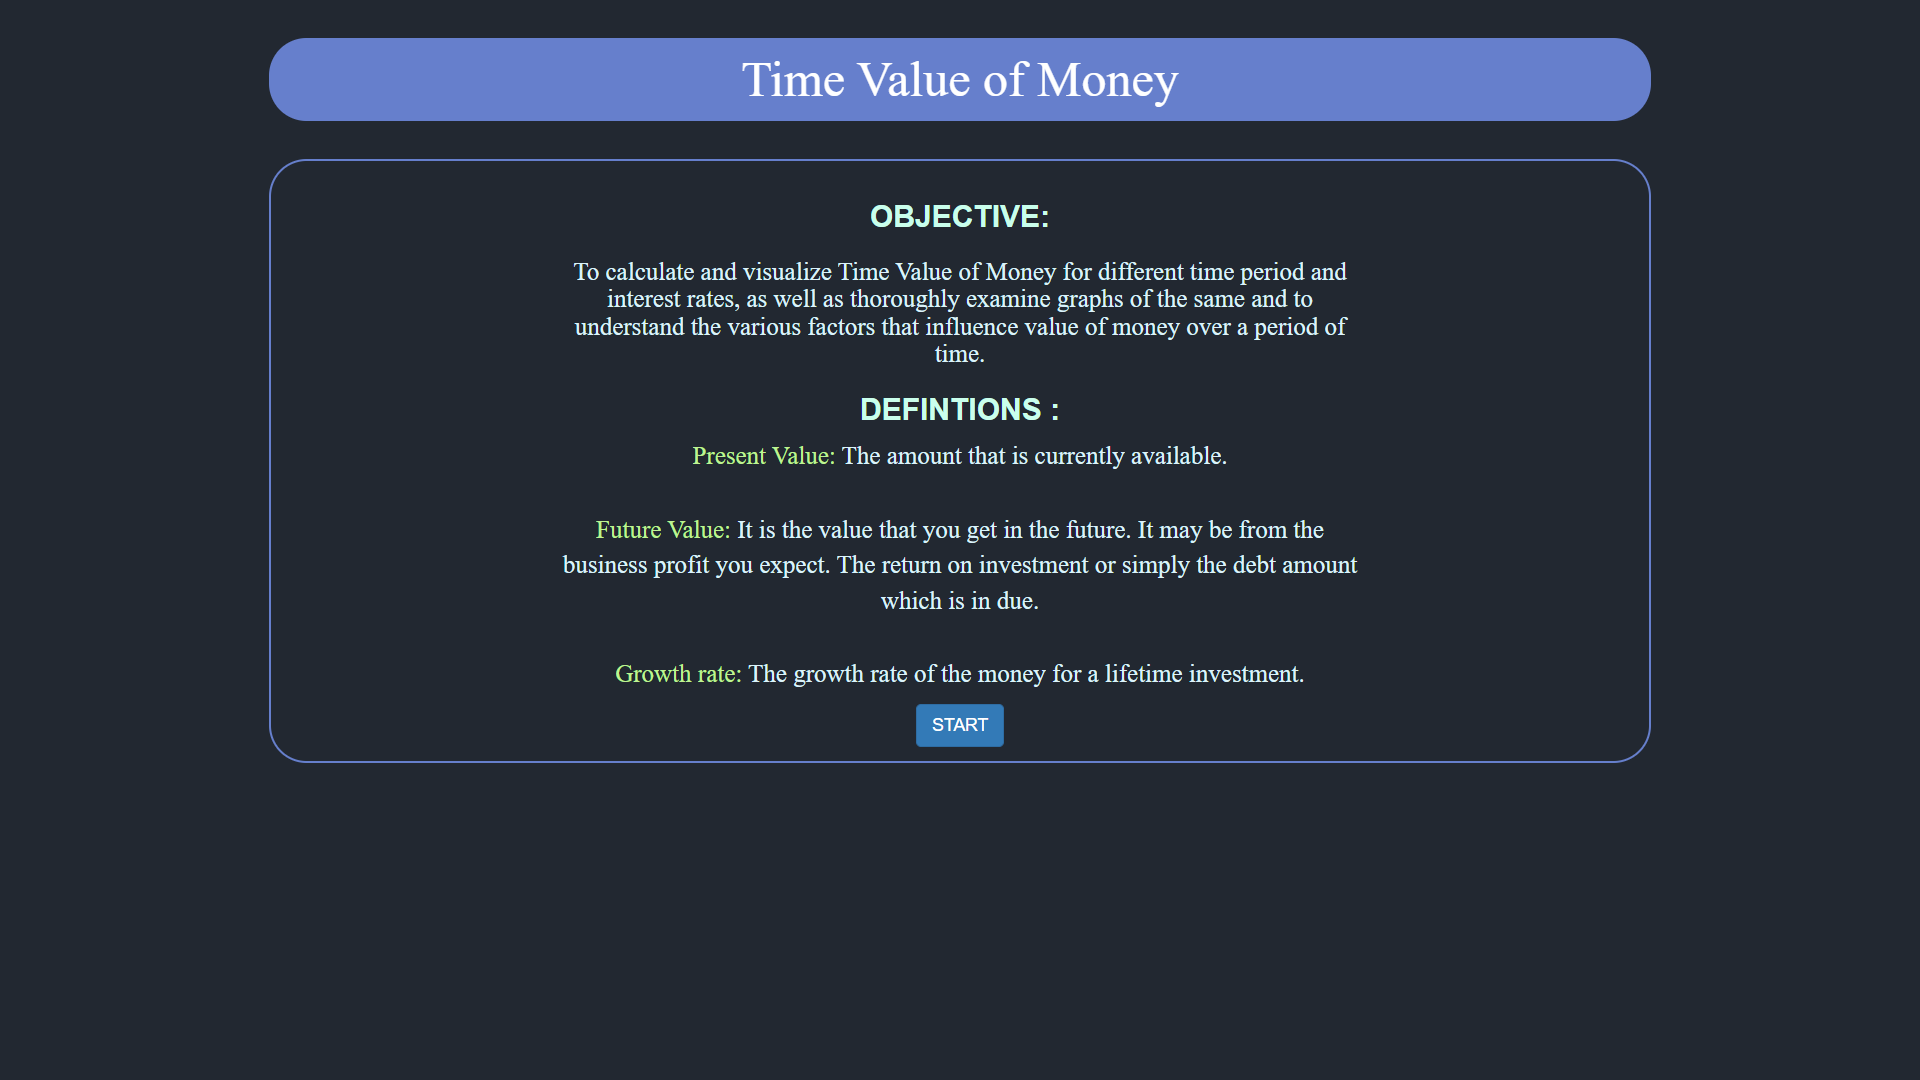 Time Value of Money
OBJECTIVE:
To calculate and visualize Time Value of Money for different time period and
interest rates, as well as thoroughly examine graphs of the same and to
understand the various factors that influence value of money over a period of
time.
DEFINTIONS :
Present Value: The amount that is currently available.
Future Value: It is the value that you get in the future. It may be from the
business profit you expect. The return on investment or simply the debt amount
which is in due.
Growth rate: The growth rate of the money for a lifetime investment.
START